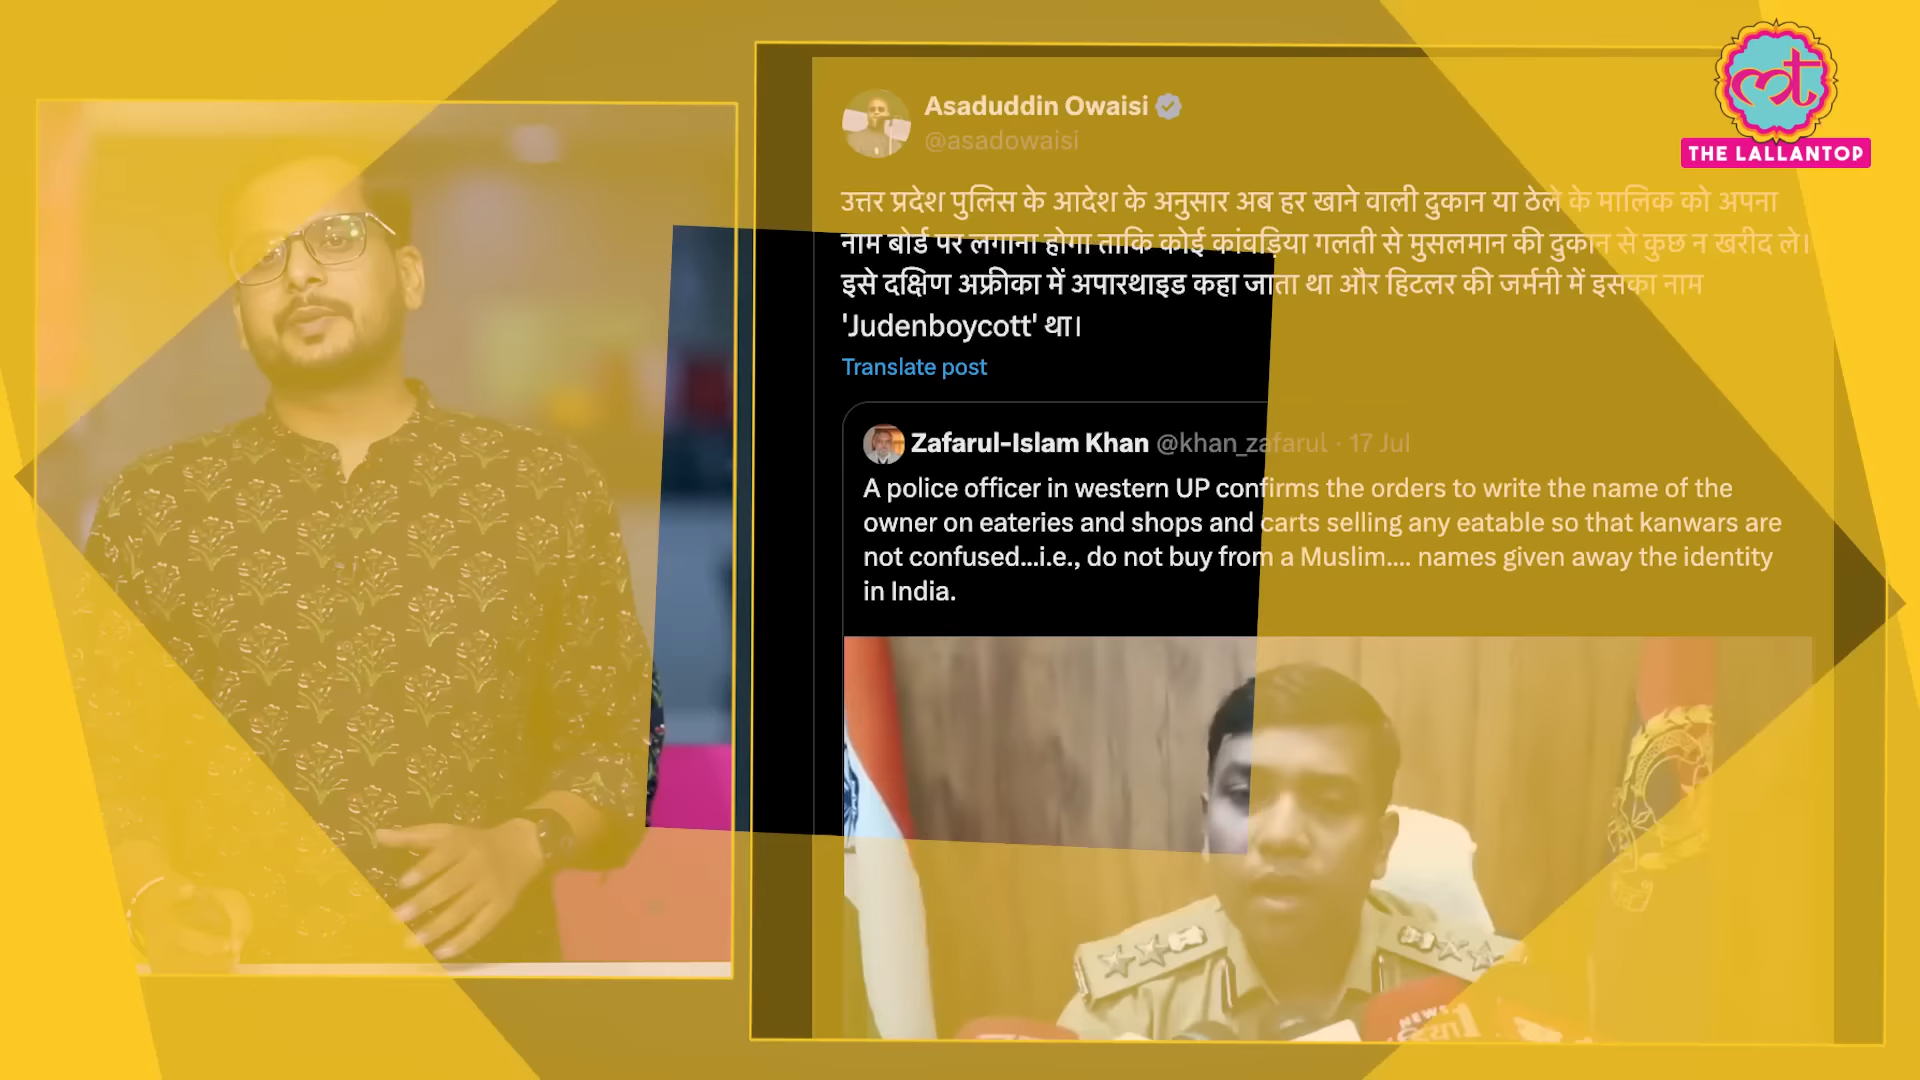 THE LALLANTOP
Asaduddin Owaisi
@asadowaisi
उत्तर प्रदेश पुलिस के आदेश के अनुसार अब हर खाने वाली दुकान या ठेले के मालिक को अपना
नाम बोर्ड पर लगाना होगा ताकि कोई कांवड़िया गलती से मुसलमान की दुकान से कुछ न खरीद ले।
इसे दक्षिण अफ्रीका में अपारथाइड कहा जाता था और हिटलर की जर्मनी में इसका नाम
'Judenboycott' था।
Translate post
Zafarul-Islam Khan @khan_zafarul · 17 Jul
A police officer in western UP confirms the orders to write the name of the
owner on eateries and shops and carts selling any eatable so that kanwars are
not confused...i.e., do not buy from a Muslim.... names given away the identity
in India.